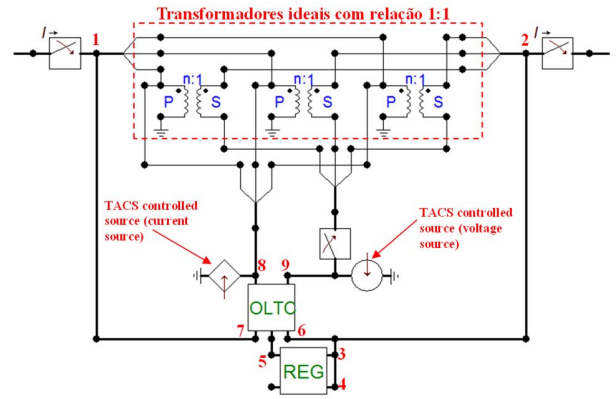 Transformadores ideais com relação 1:1
I
1
2
I
n:1
n:1
n:1
P
S
P
S
P
S
TACS controlled
source (current
source)
TACS controlled
source (voltage
source)
8
9
OLTC
7
6
5
3
REG
4